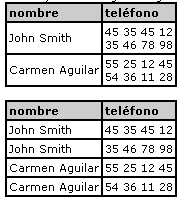 nombre teléfono
John Smith 45 35 45 12
35 46 78 98
Carmen Aguilar 55 25 12 45
54 36 11 28
nombre teléfono
John Smith 45 35 45 12
John Smith 35 46 78 98
Carmen Aguilar 55 25 12 45
Carmen Aguilar 54 36 11 28